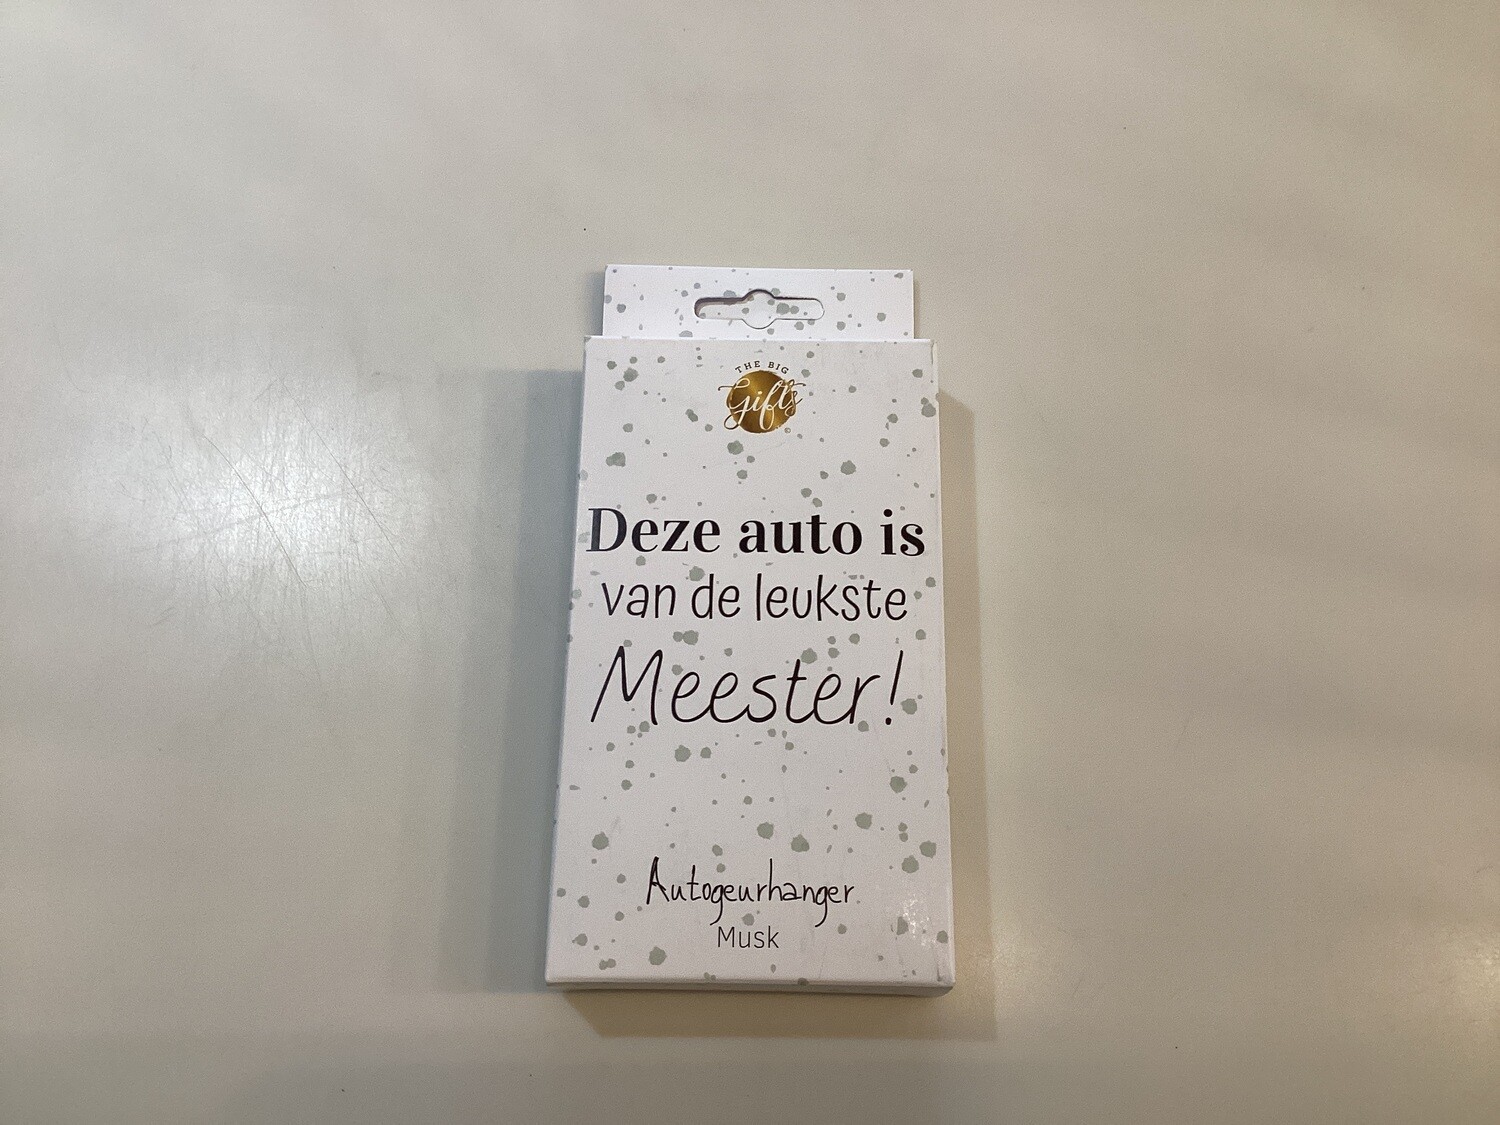 THE BIG
Gifts
©
Deze auto is
van de leukste
Meester!
Autogeurhanger
Musk